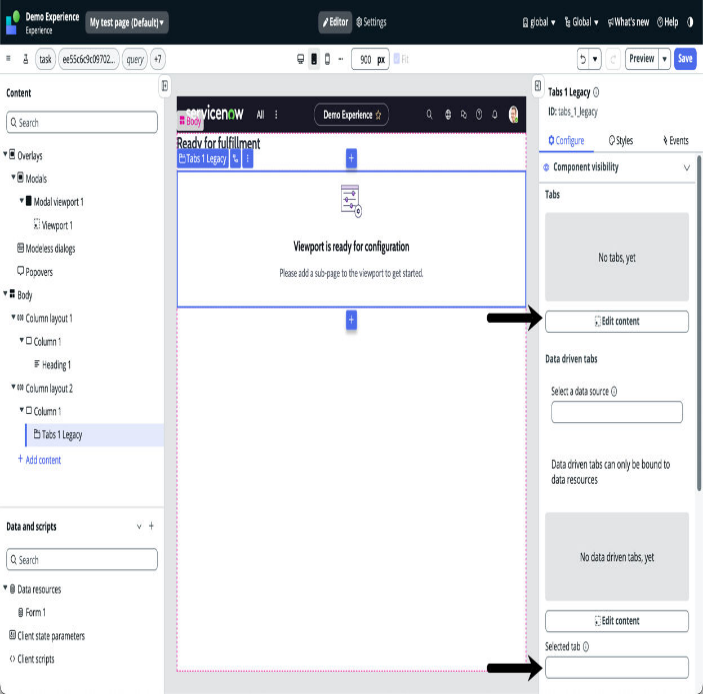 Demo Experience
Experience
My test page (Default) ▾
Editor
Settings
global ▾
Global ▾
What's new
Help
task
ee55c6c9c09702...
query
+7
900 px
Fit
Preview
Save
Content
Search
Overlays
Modals
Modal viewport 1
Viewport 1
Modeless dialogs
Popovers
Body
Column layout 1
Column 1
Heading 1
Column layout 2
Column 1
Tabs 1 Legacy
+ Add content
Data and scripts
Search
Data resources
Form 1
Client state parameters
Client scripts
servicenow
All
Demo Experience
Body
Ready for fulfillment
Tabs 1 Legacy
Viewport is ready for configuration
Please add a sub-page to the viewport to get started.
Tabs 1 Legacy
ID: tabs_1_legacy
Configure
Styles
Events
Component visibility
Tabs
No tabs, yet
Edit content
Data driven tabs
Select a data source
Data driven tabs can only be bound to
data resources
No data driven tabs, yet
Edit content
Selected tab